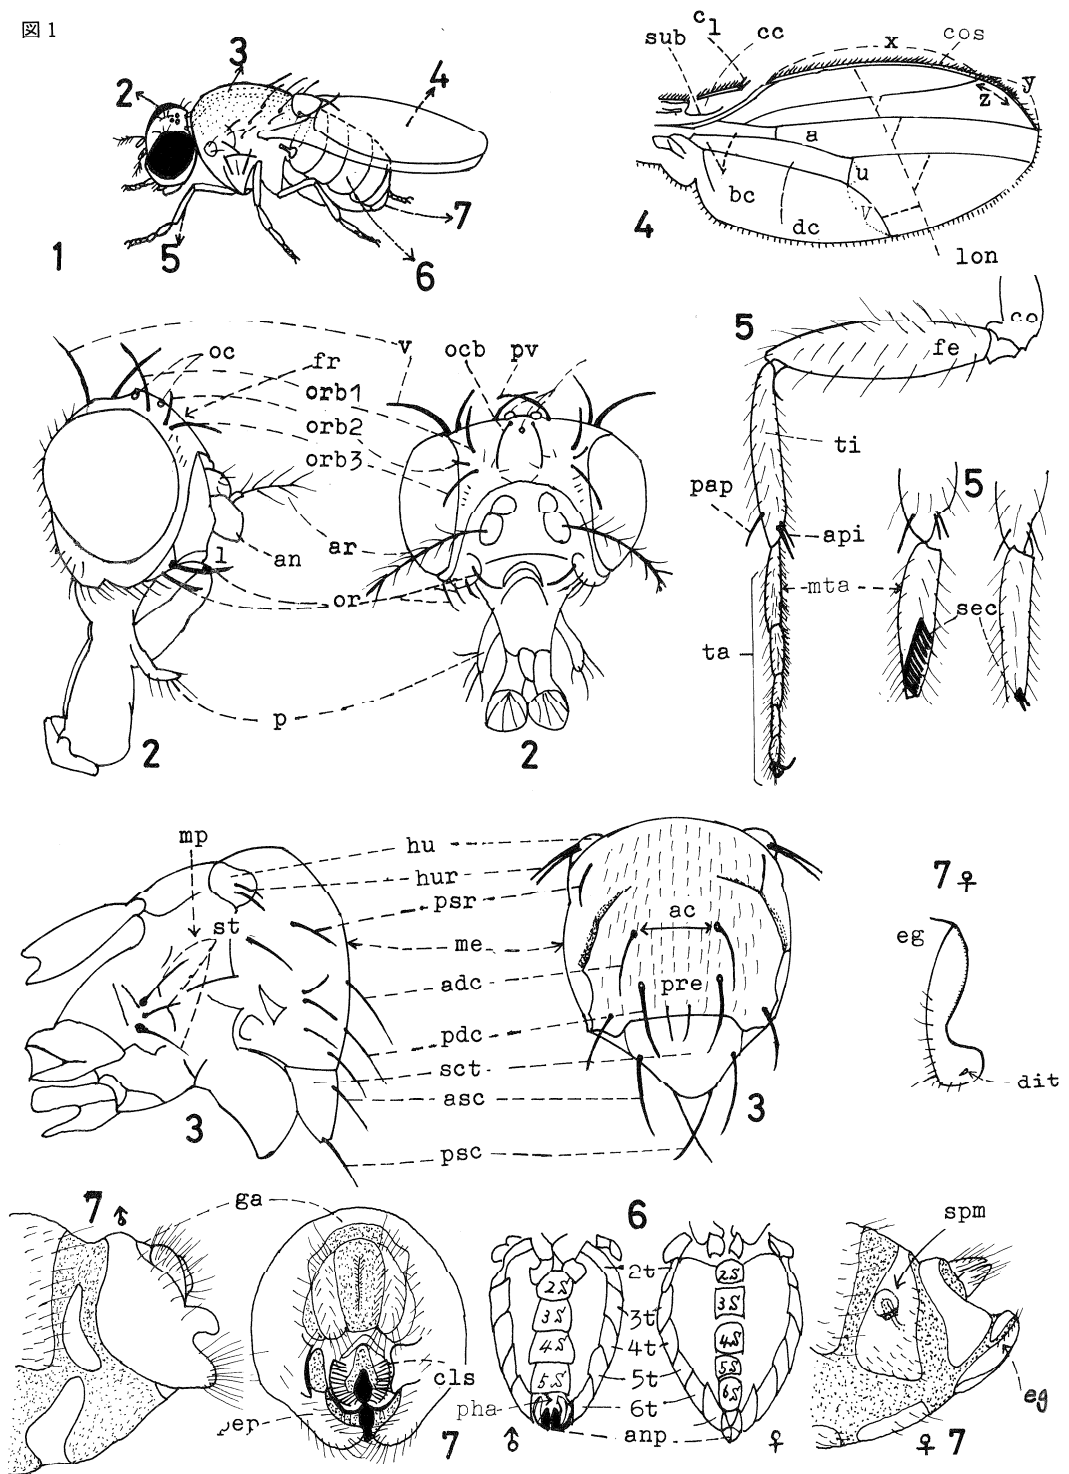 図1
1
2
3
4
5
6
7
4
sub
cl
cc
x
cos
y
z
a
u
v
bc
dc
lon
2
oc
fr
v
ocb
pv
orb1
orb2
orb3
l
an
ar
or
p
2
5
co
fe
ti
pap
api
mta
ta
5
sec
3
mp
hu
hur
psr
st
me
ac
adc
pre
pdc
sct
asc
psc
3
7 ♀
eg
dit
7 ♂
ga
cls
pep
7
6
2t
3t
4t
5t
6t
2S
3S
4S
5S
2S
3S
4S
5S
6S
pha
anp
♂
♀
spm
eg
♀ 7